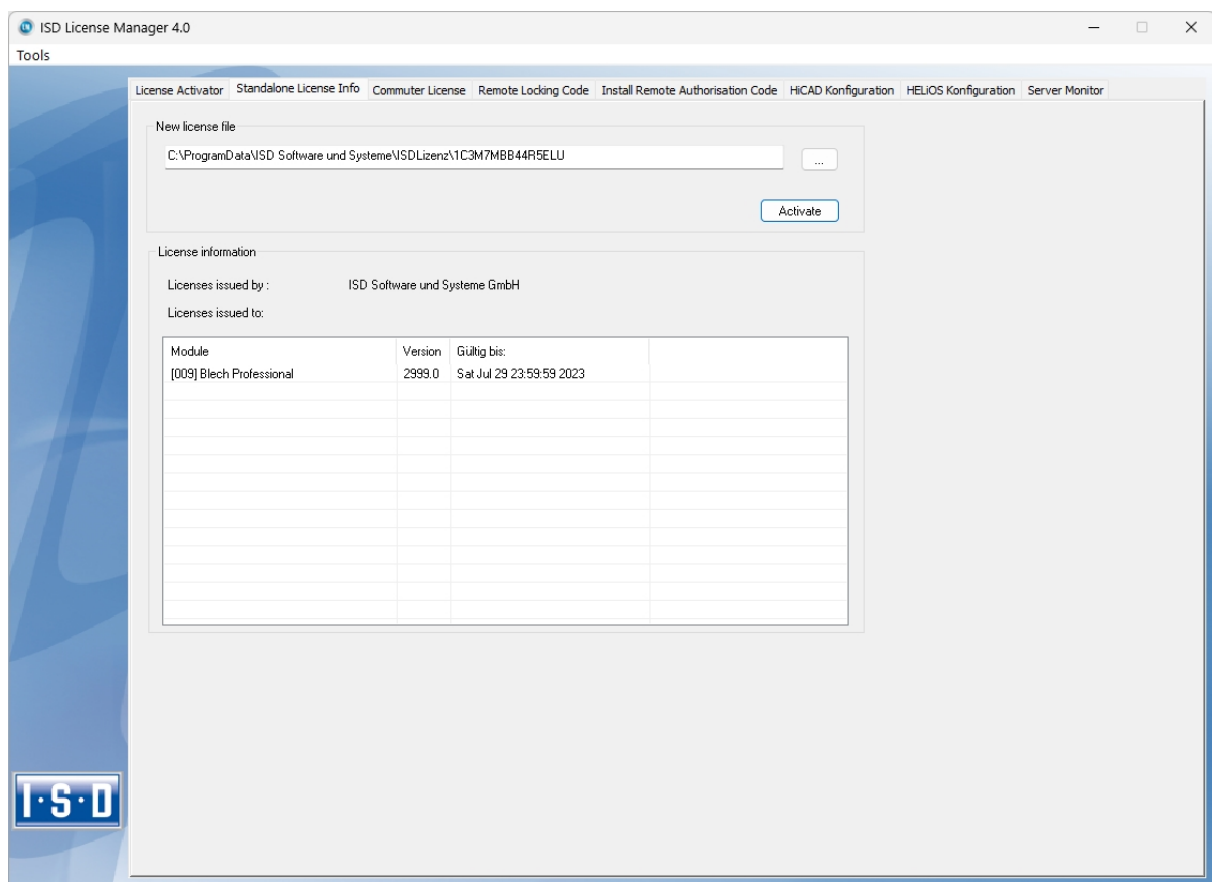 ISD License Manager 4.0
Tools
License Activator Standalone License Info Commuter License Remote Locking Code Install Remote Authorisation Code HiCAD Konfiguration HELiOS Konfiguration Server Monitor
New license file
C:\ProgramData\ISD Software und Systeme\ISDLizenz\1C3M7MBB44R5ELU
...
Activate
License information
Licenses issued by : ISD Software und Systeme GmbH
Licenses issued to:
Module Version Gültig bis:
[009] Blech Professional 2999.0 Sat Jul 29 23:59:59 2023
I·S·D